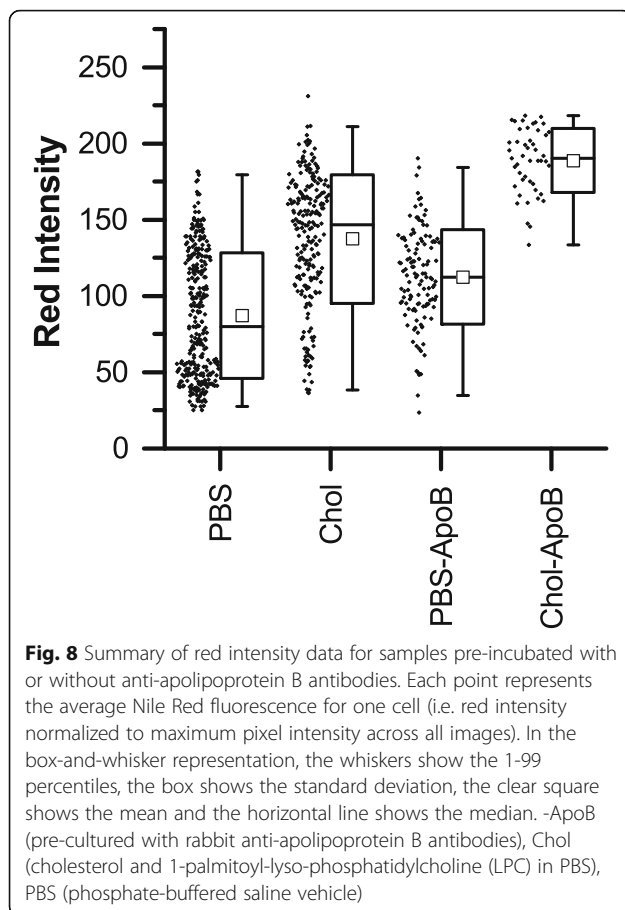 250
200
150
100
50
0
Red Intensity
PBS
Chol
PBS-ApoB
Chol-ApoB
Fig. 8 Summary of red intensity data for samples pre-incubated with
or without anti-apolipoprotein B antibodies. Each point represents
the average Nile Red fluorescence for one cell (i.e. red intensity
normalized to maximum pixel intensity across all images). In the
box-and-whisker representation, the whiskers show the 1-99
percentiles, the box shows the standard deviation, the clear square
shows the mean and the horizontal line shows the median. -ApoB
(pre-cultured with rabbit anti-apolipoprotein B antibodies), Chol
(cholesterol and 1-palmitoyl-lyso-phosphatidylcholine (LPC) in PBS),
PBS (phosphate-buffered saline vehicle)